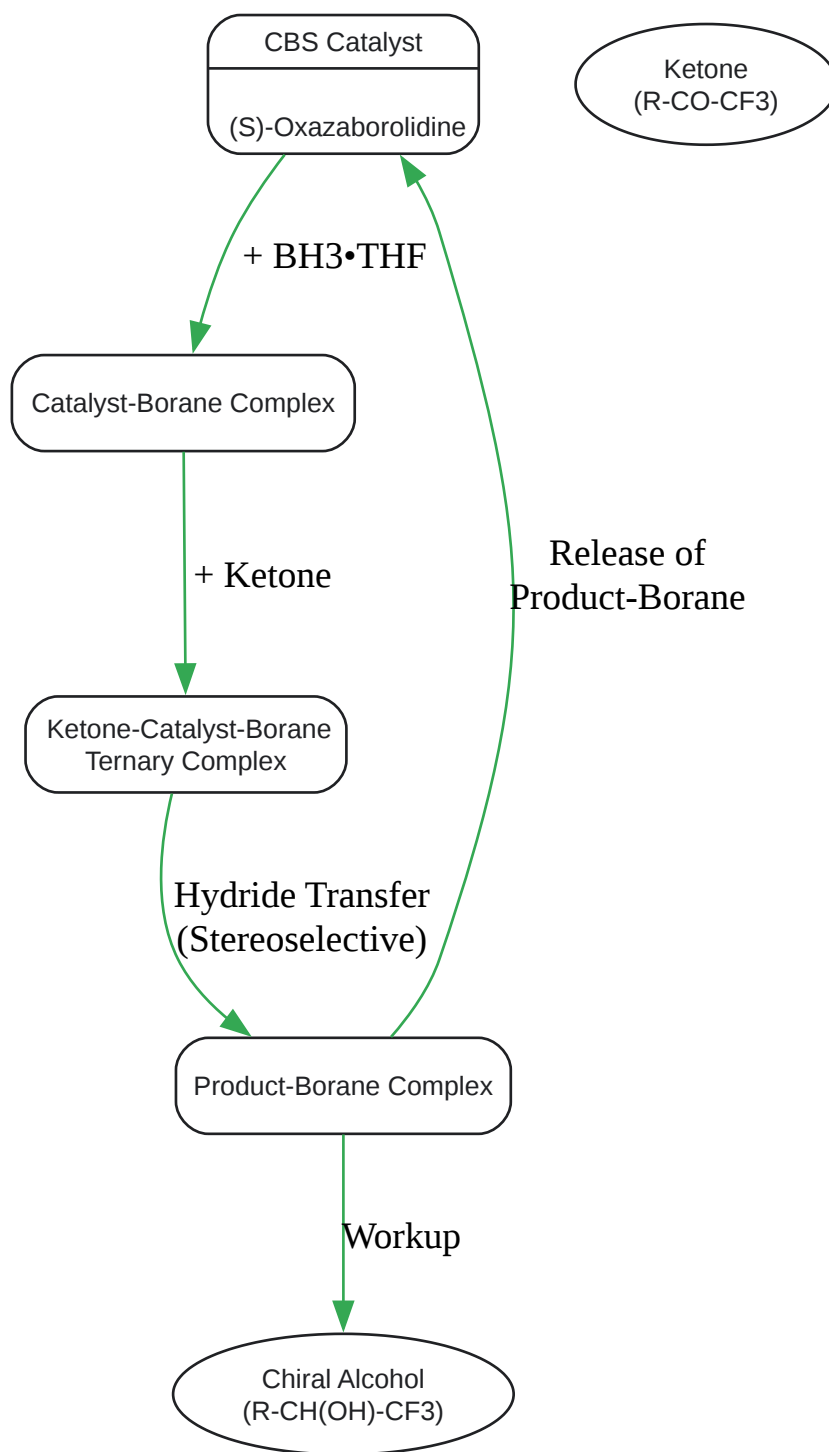 CBS Catalyst
(S)-Oxazaborolidine
Ketone
(R-CO-CF3)
+ BH3•THF
Catalyst-Borane Complex
+ Ketone
Release of
Product-Borane
Ketone-Catalyst-Borane
Ternary Complex
Hydride Transfer
(Stereoselective)
Product-Borane Complex
Workup
Chiral Alcohol
(R-CH(OH)-CF3)